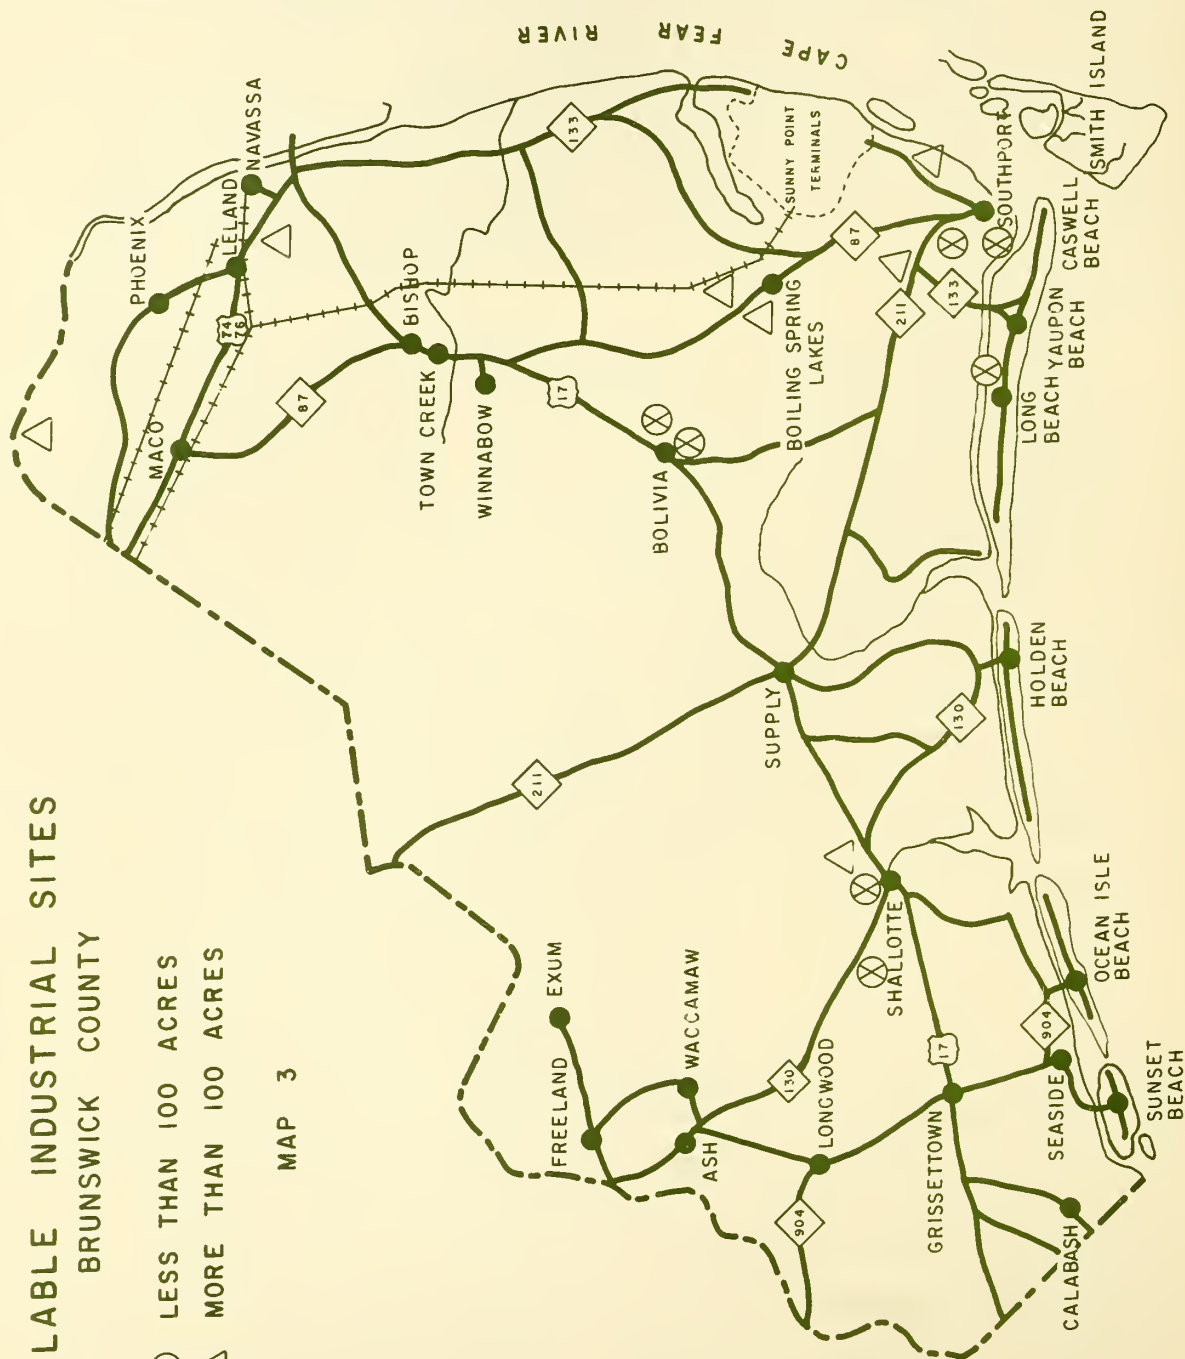 LABLE INDUSTRIAL SITES
BRUNSWICK COUNTY
LESS THAN 100 ACRES
MORE THAN 100 ACRES
MAP 3
CAPE FEAR RIVER
NAVASSA
PHOENIX
LELAND
74
76
MACO
87
BISHOP
TOWN CREEK
WINNABOW
17
133
SUNNY POINT
TERMINALS
BOLIVIA
BOILING SPRING
LAKES
87
211
133
SOUTHPORT
SMITH ISLAND
CASWELL
BEACH
YAUPON
BEACH
LONG
BEACH
211
SUPPLY
HOLDEN
BEACH
130
SHALLOTTE
OCEAN ISLE
BEACH
EXUM
FREELAND
WACCAMAW
ASH
130
LONGWOOD
904
17
GRISSETTOWN
904
SEASIDE
SUNSET
BEACH
CALABASH